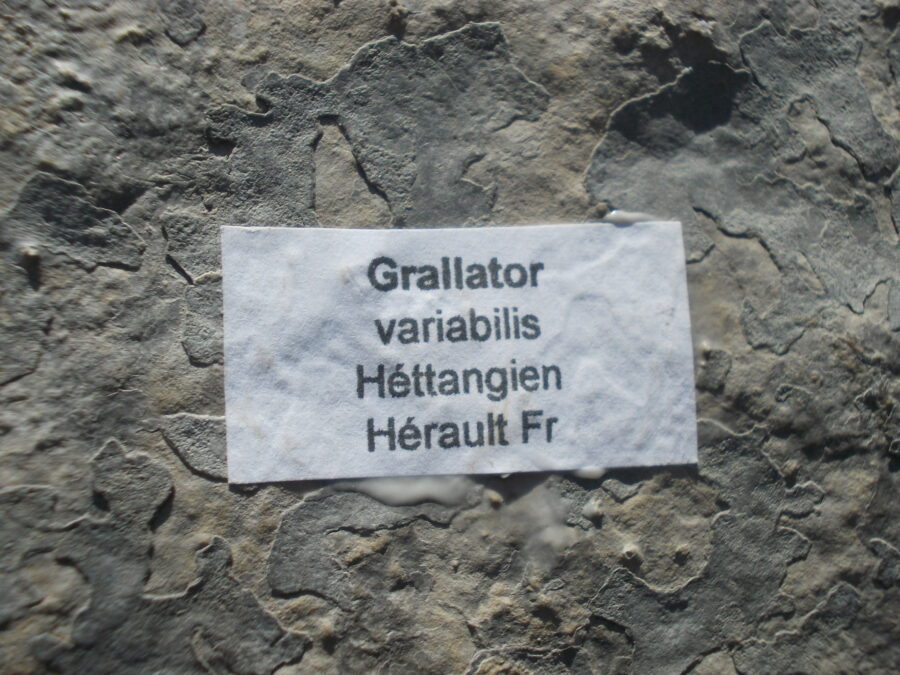 Grallator
variabilis
Héttangien
Hérault Fr